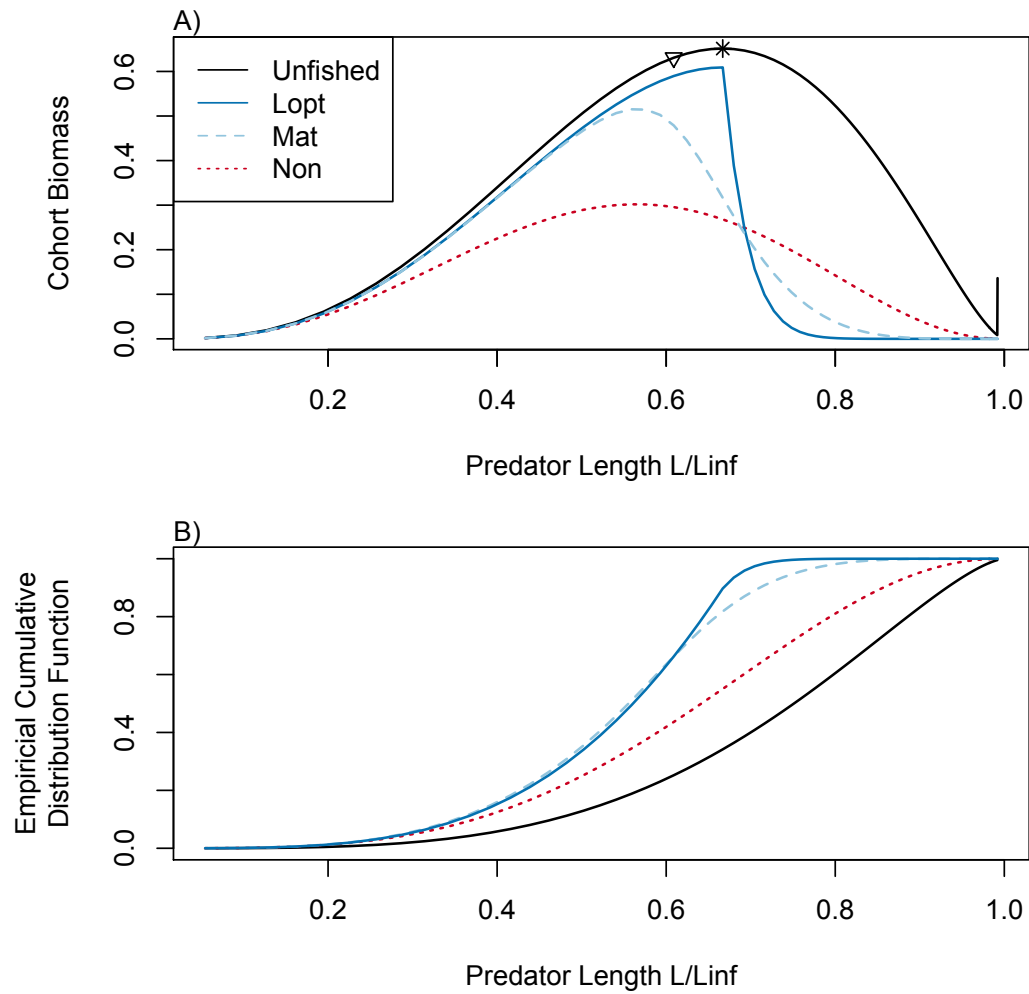 A)
Unfished
Lopt
Mat
Non
Cohort Biomass
0.0
0.2
0.4
0.6
0.2
0.4
0.6
0.8
1.0
Predator Length L/Linf
B)
Empiricial Cumulative
Distribution Function
0.0
0.4
0.8
0.2
0.4
0.6
0.8
1.0
Predator Length L/Linf